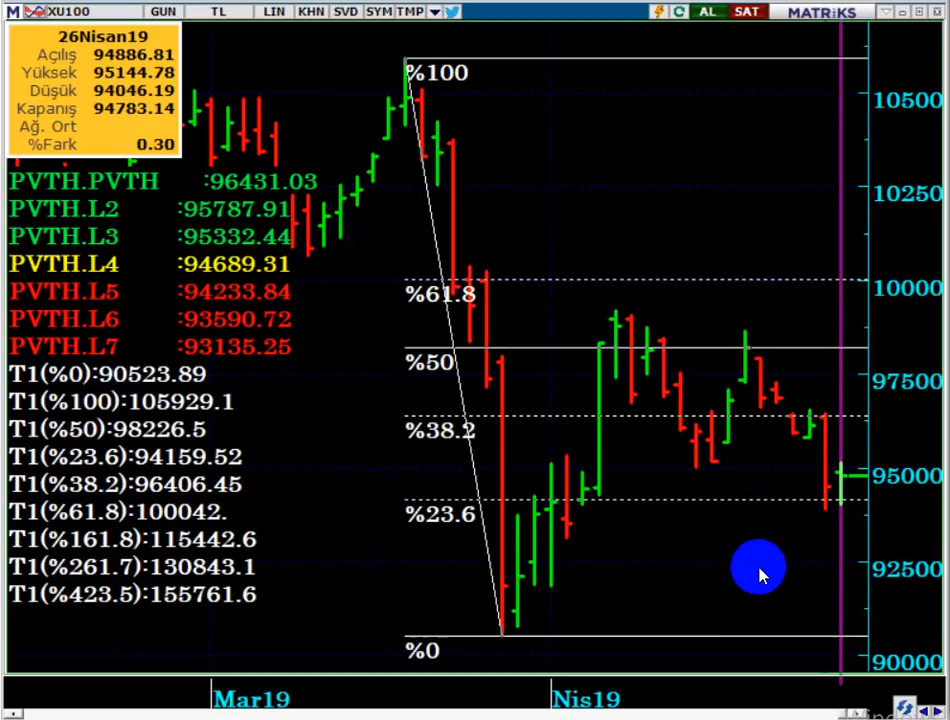 M XU100 GUN TL LIN KHN SVD SYM TMP C AL SAT MATRİKS
26Nisan19
Açılış 94886.81
Yüksek 95144.78
Düşük 94046.19
Kapanış 94783.14
Ağ. Ort
%Fark 0.30
PVTH.PVTH :96431.03
PVTH.L2 :95787.91
PVTH.L3 :95332.44
PVTH.L4 :94689.31
PVTH.L5 :94233.84
PVTH.L6 :93590.72
PVTH.L7 :93135.25
T1(%0):90523.89
T1(%100):105929.1
T1(%50):98226.5
T1(%23.6):94159.52
T1(%38.2):96406.45
T1(%61.8):100042.
T1(%161.8):115442.6
T1(%261.7):130843.1
T1(%423.5):155761.6
%100
%61.8
%50
%38.2
%23.6
%0
10500
10250
10000
97500
95000
92500
90000
Mar19 Nis19